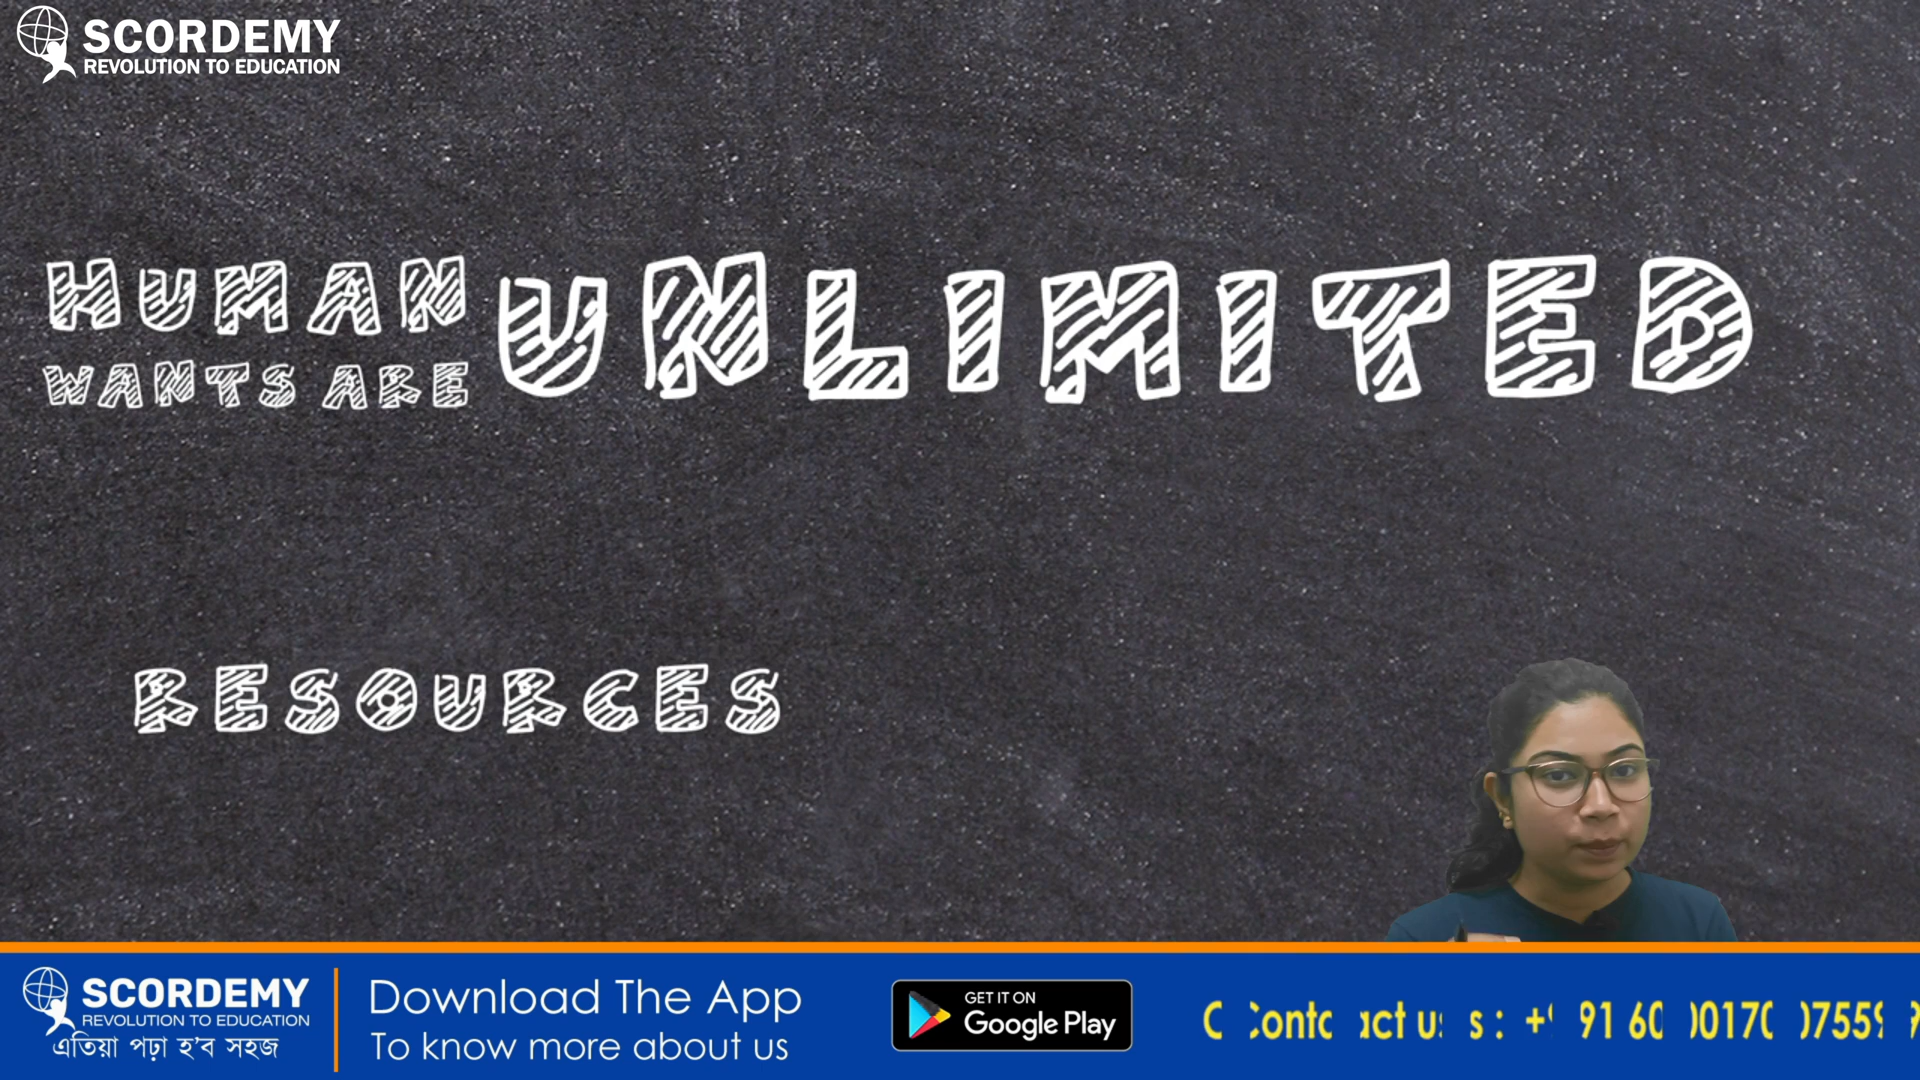 SCORDEMY
REVOLUTION TO EDUCATION
HUMAN
WANTS ARE
UNLIMITED
RESOURCES
SCORDEMY
REVOLUTION TO EDUCATION
এতিয়া পঢ়া হ'ব সহজ
Download The App
To know more about us
GET IT ON
Google Play